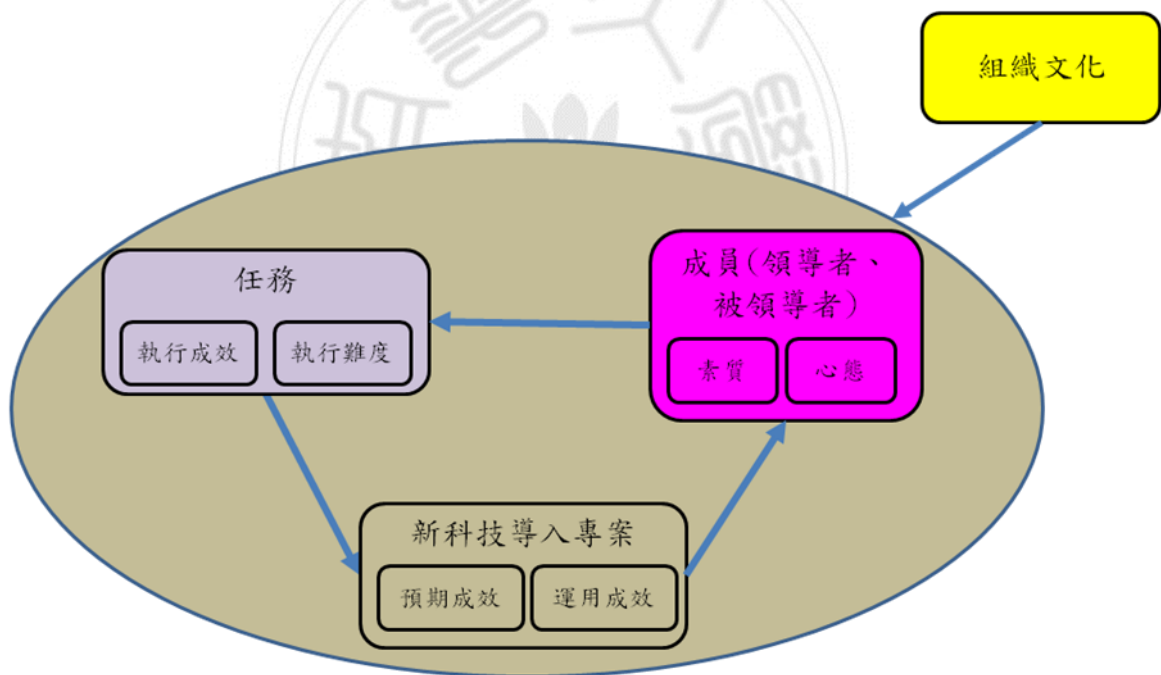 組織文化
任務
執行成效
執行難度
成員(領導者、
被領導者)
素質
心態
新科技導入專案
預期成效
運用成效